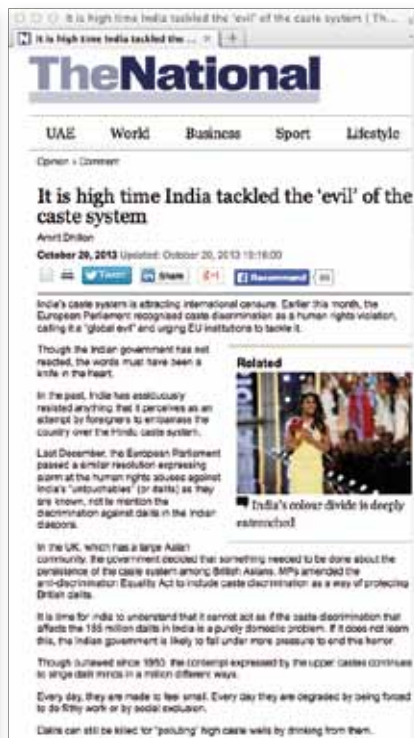 It is high time India tackled the 'evil' of the caste system ( Th...
It is high time India tackled the ...
TheNational
UAE World Business Sport Lifestyle
Opinion > Comment
It is high time India tackled the 'evil' of the
caste system
Amrit Dhillon
October 20, 2013 Updated: October 20, 2013 19:16:00
Tweet Share Recommend
India's caste system is attracting international censure. Earlier this month, the
European Parliament recognised caste discrimination as a human rights violation,
calling it a "global evil" and urging EU institutions to tackle it.
Though the Indian government has not
reacted, the words must have been a
knife in the heart.
In the past, India has assiduously
resisted anything that it perceives as an
attempt by foreigners to embarrass the
country over the Hindu caste system.
Last December, the European Parliament
passed a similar resolution expressing
alarm at the human rights abuses against
India's "untouchables" (or dalits) as they
are known, not to mention the
discrimination against dalits in the Indian
diaspora.
Related
India's colour divide is deeply
entrenched
In the UK, which has a large Asian
community, the government decided that something needed to be done about the
persistence of the caste system among British Asians. MPs amended the
anti-discrimination Equality Act to include caste discrimination as a way of protecting
British dalits.
It is time for India to understand that it cannot act as if the caste discrimination that
affects the 165 million dalits in India is a purely domestic problem. If it does not learn
this, the Indian government is likely to fall under more pressure to end this horror.
Though outlawed since 1950, the contempt expressed by the upper castes continues
to singe dalit minds in a million different ways.
Every day, they are made to feel small. Every day they are degraded by being forced
to do filthy work or by social exclusion.
Dalits can still be killed for "polluting" high caste wells by drinking from them.